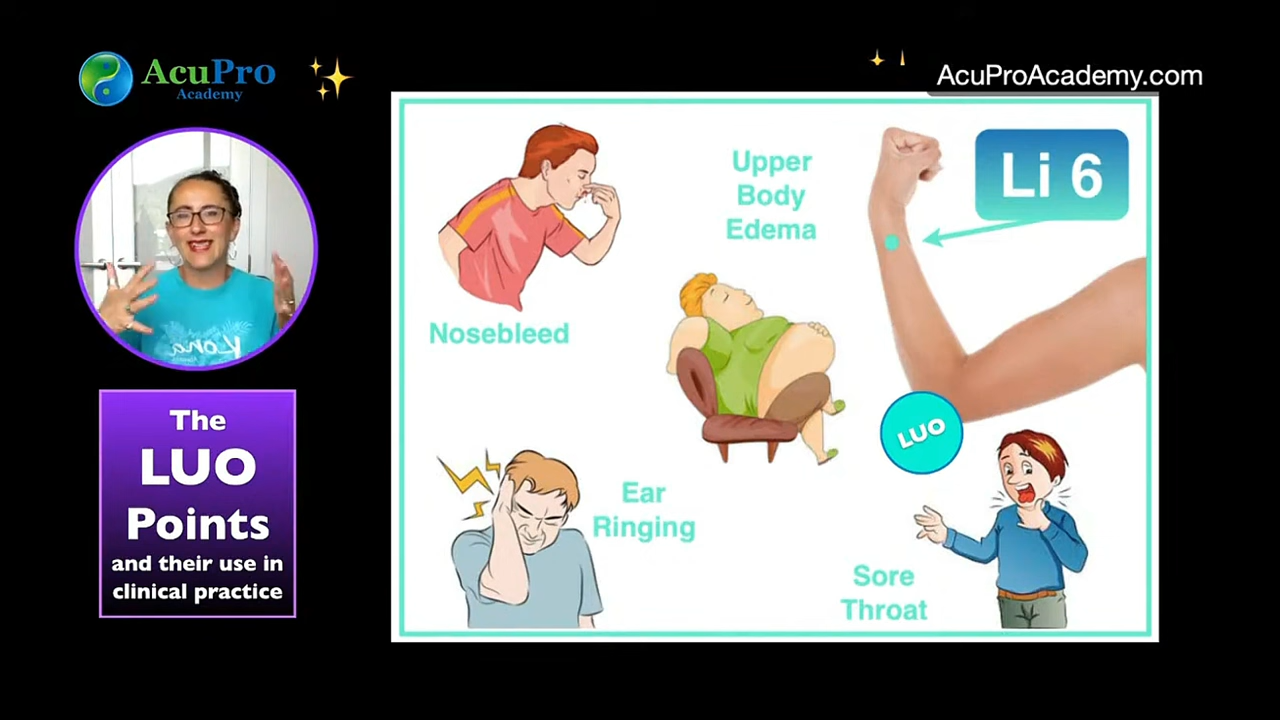 AcuPro
Academy
AcuProAcademy.com
The
LUO
Points
and their use in
clinical practice
Nosebleed
Upper
Body
Edema
Li 6
LUO
Ear
Ringing
Sore
Throat
Kona